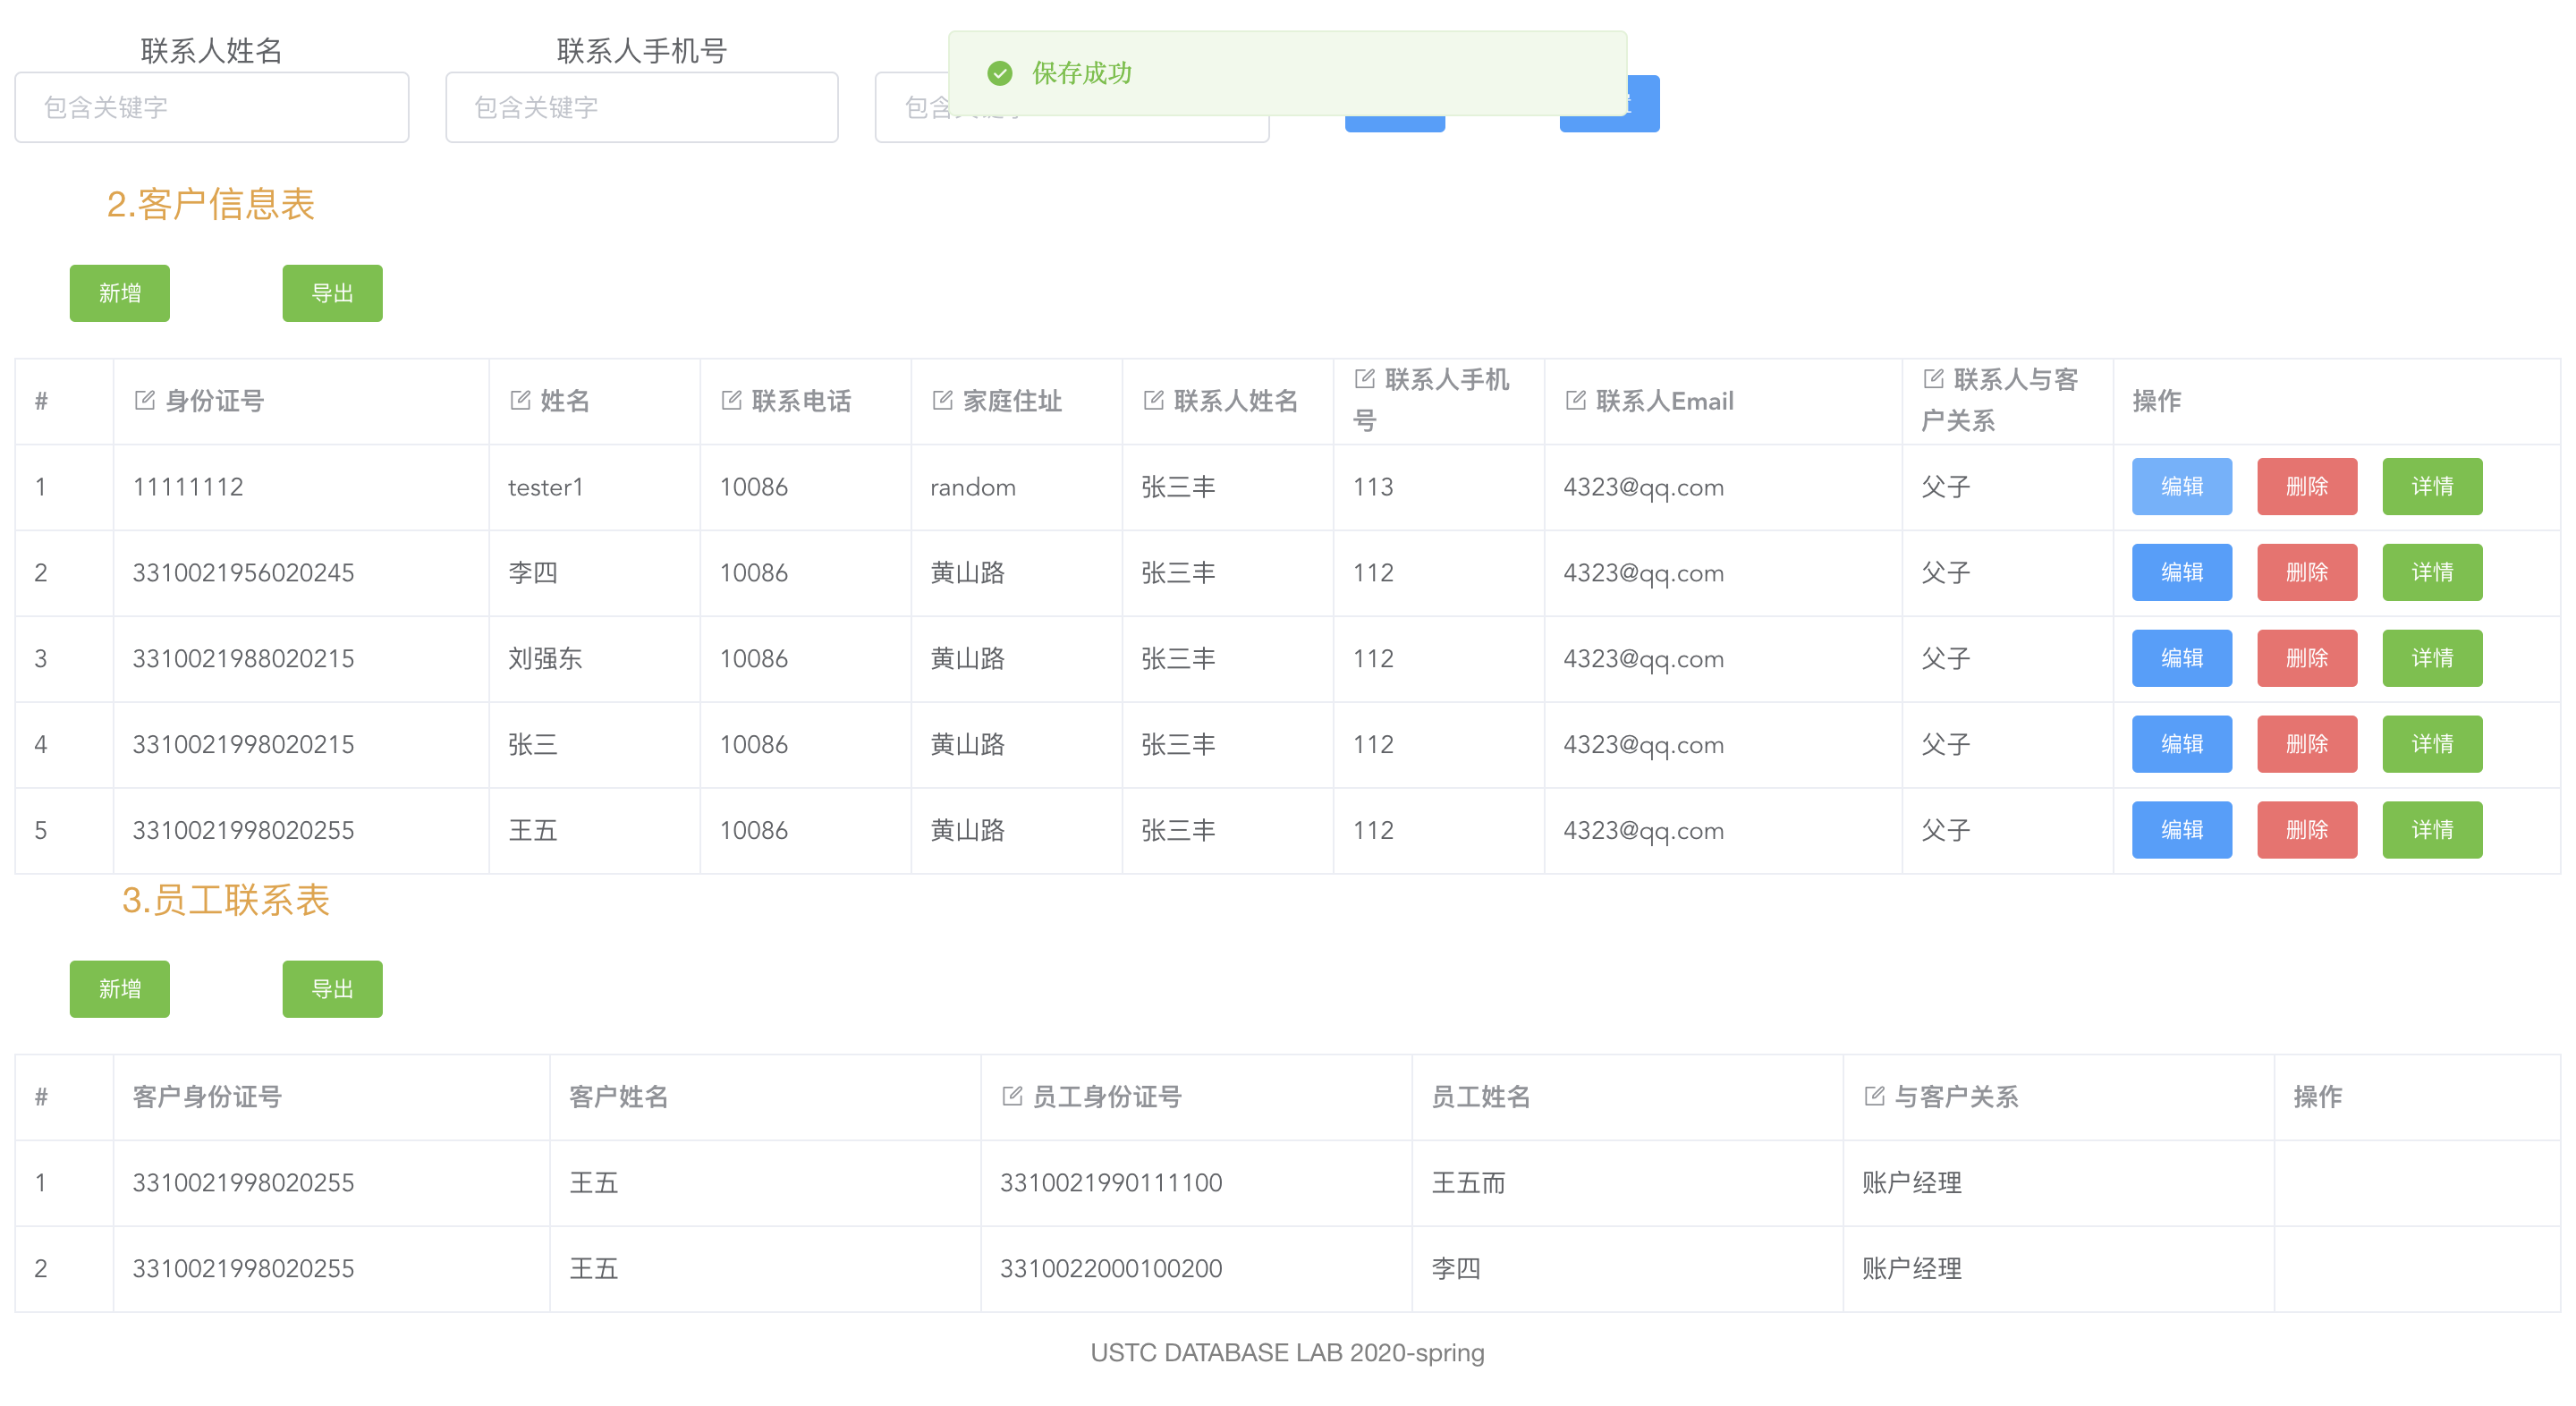 联系人姓名 联系人手机号
保存成功
包含关键字 包含关键字 包含
2.客户信息表
新增 导出
# 身份证号 姓名 联系电话 家庭住址 联系人姓名 联系人手机号 联系人Email 联系人与客户关系 操作
1 11111112 tester1 10086 random 张三丰 113 4323@qq.com 父子 编辑 删除 详情
2 3310021956020245 李四 10086 黄山路 张三丰 112 4323@qq.com 父子 编辑 删除 详情
3 3310021988020215 刘强东 10086 黄山路 张三丰 112 4323@qq.com 父子 编辑 删除 详情
4 3310021998020215 张三 10086 黄山路 张三丰 112 4323@qq.com 父子 编辑 删除 详情
5 3310021998020255 王五 10086 黄山路 张三丰 112 4323@qq.com 父子 编辑 删除 详情
3.员工联系表
新增 导出
# 客户身份证号 客户姓名 员工身份证号 员工姓名 与客户关系 操作
1 3310021998020255 王五 3310021990111100 王五而 账户经理
2 3310021998020255 王五 3310022000100200 李四 账户经理
USTC DATABASE LAB 2020-spring